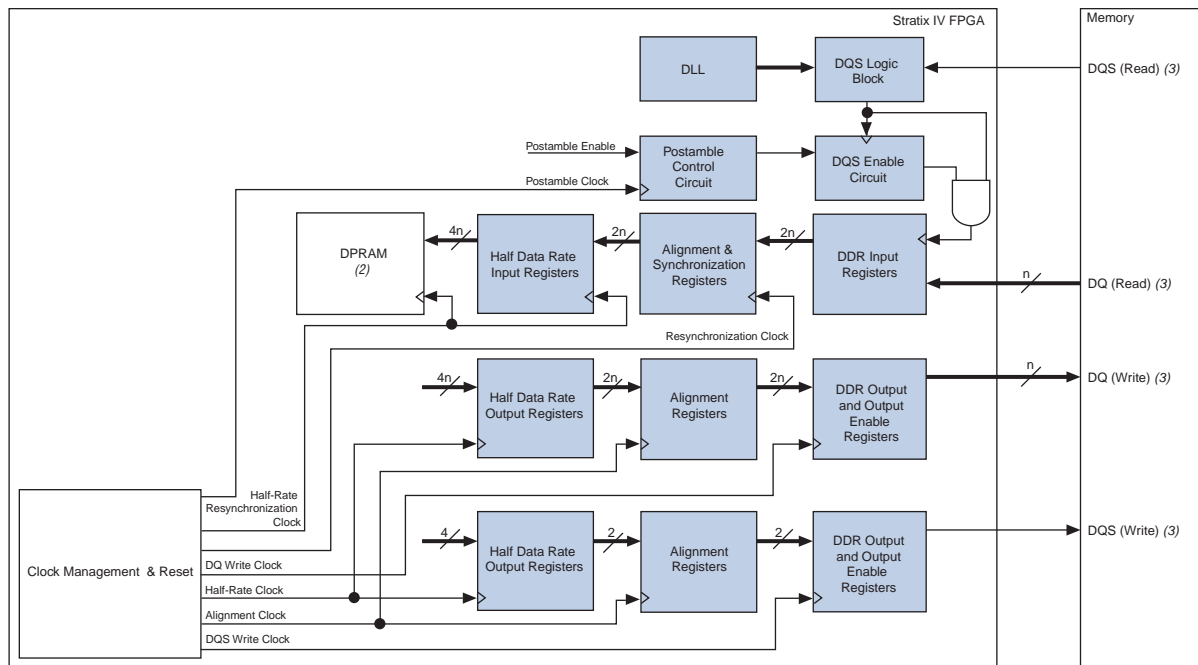 Stratix IV FPGA
Memory
DLL
DQS Logic
Block
DQS (Read) (3)
Postamble Enable
Postamble Clock
Postamble
Control
Circuit
DQS Enable
Circuit
DPRAM
(2)
4n
Half Data Rate
Input Registers
2n
Alignment &
Synchronization
Registers
2n
DDR Input
Registers
n
DQ (Read) (3)
Resynchronization Clock
4n
Half Data Rate
Output Registers
2n
Alignment
Registers
2n
DDR Output
and Output
Enable
Registers
n
DQ (Write) (3)
Clock Management & Reset
Half-Rate
Resynchronization
Clock
DQ Write Clock
Half-Rate Clock
Alignment Clock
DQS Write Clock
4
Half Data Rate
Output Registers
2
Alignment
Registers
2
DDR Output
and Output
Enable
Registers
DQS (Write) (3)